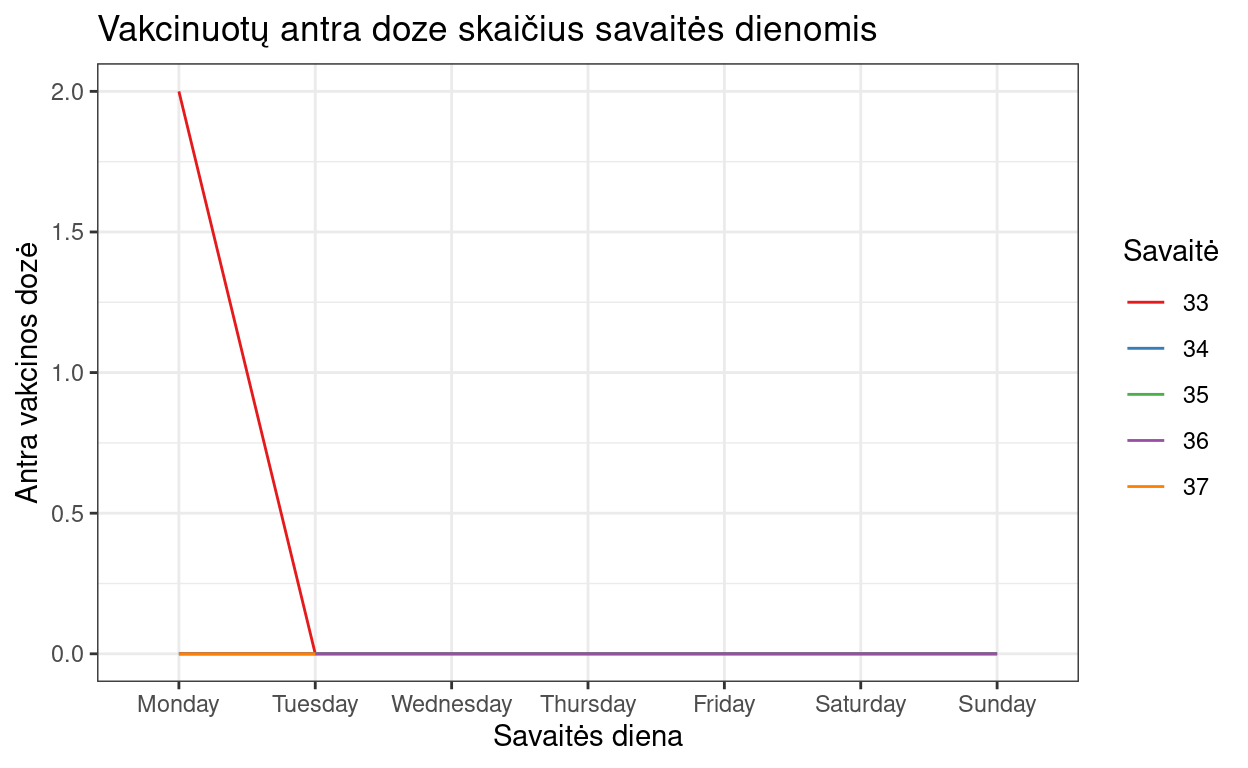 Vakcinuotų antra doze skaičius savaitės dienomis
Antra vakcinos dozė
2.0
1.5
1.0
0.5
0.0
Monday Tuesday Wednesday Thursday Friday Saturday Sunday
Savaitės diena
Savaitė
33
34
35
36
37